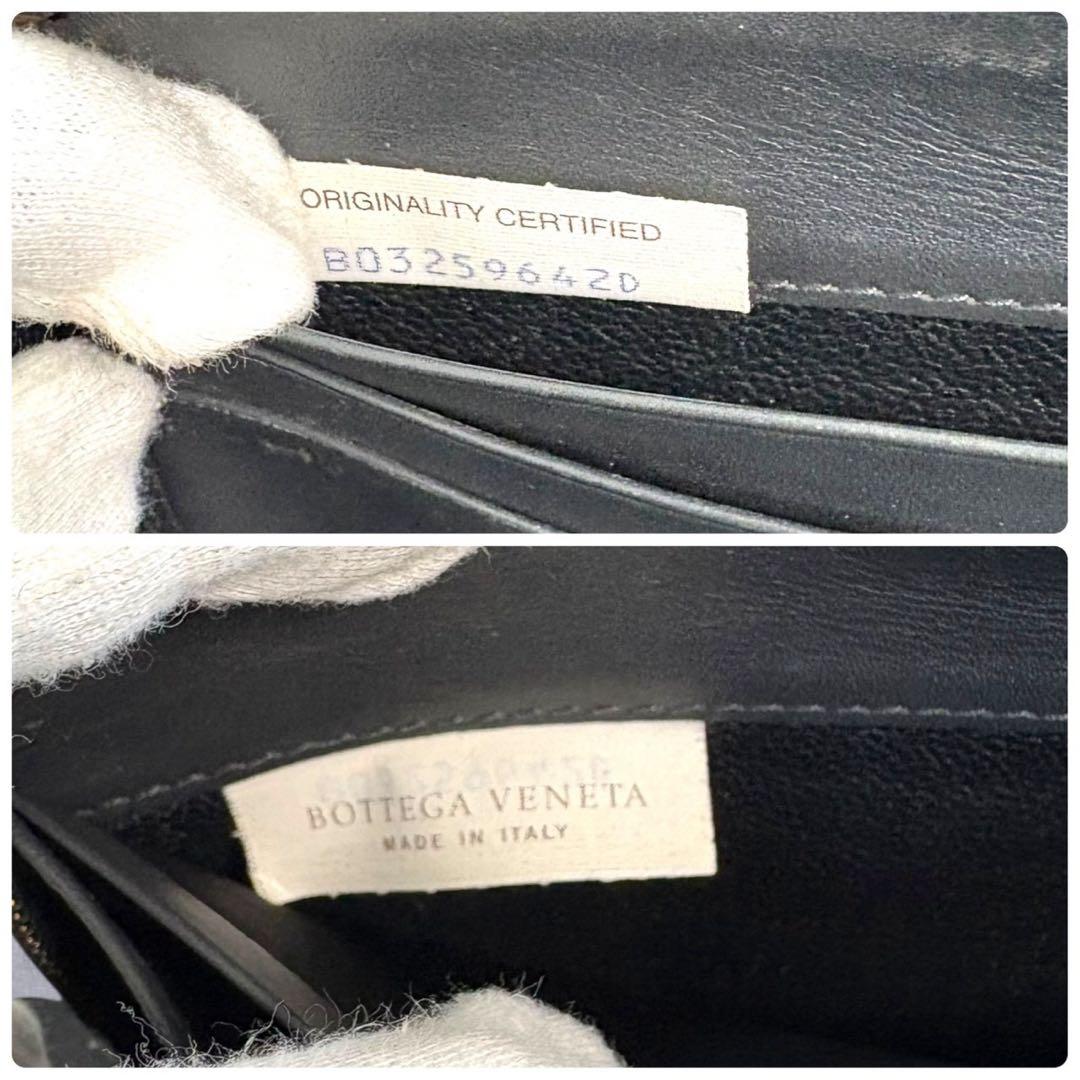 ORIGINALITY CERTIFIED
B03259642D
BOTTEGA VENETA
MADE IN ITALY